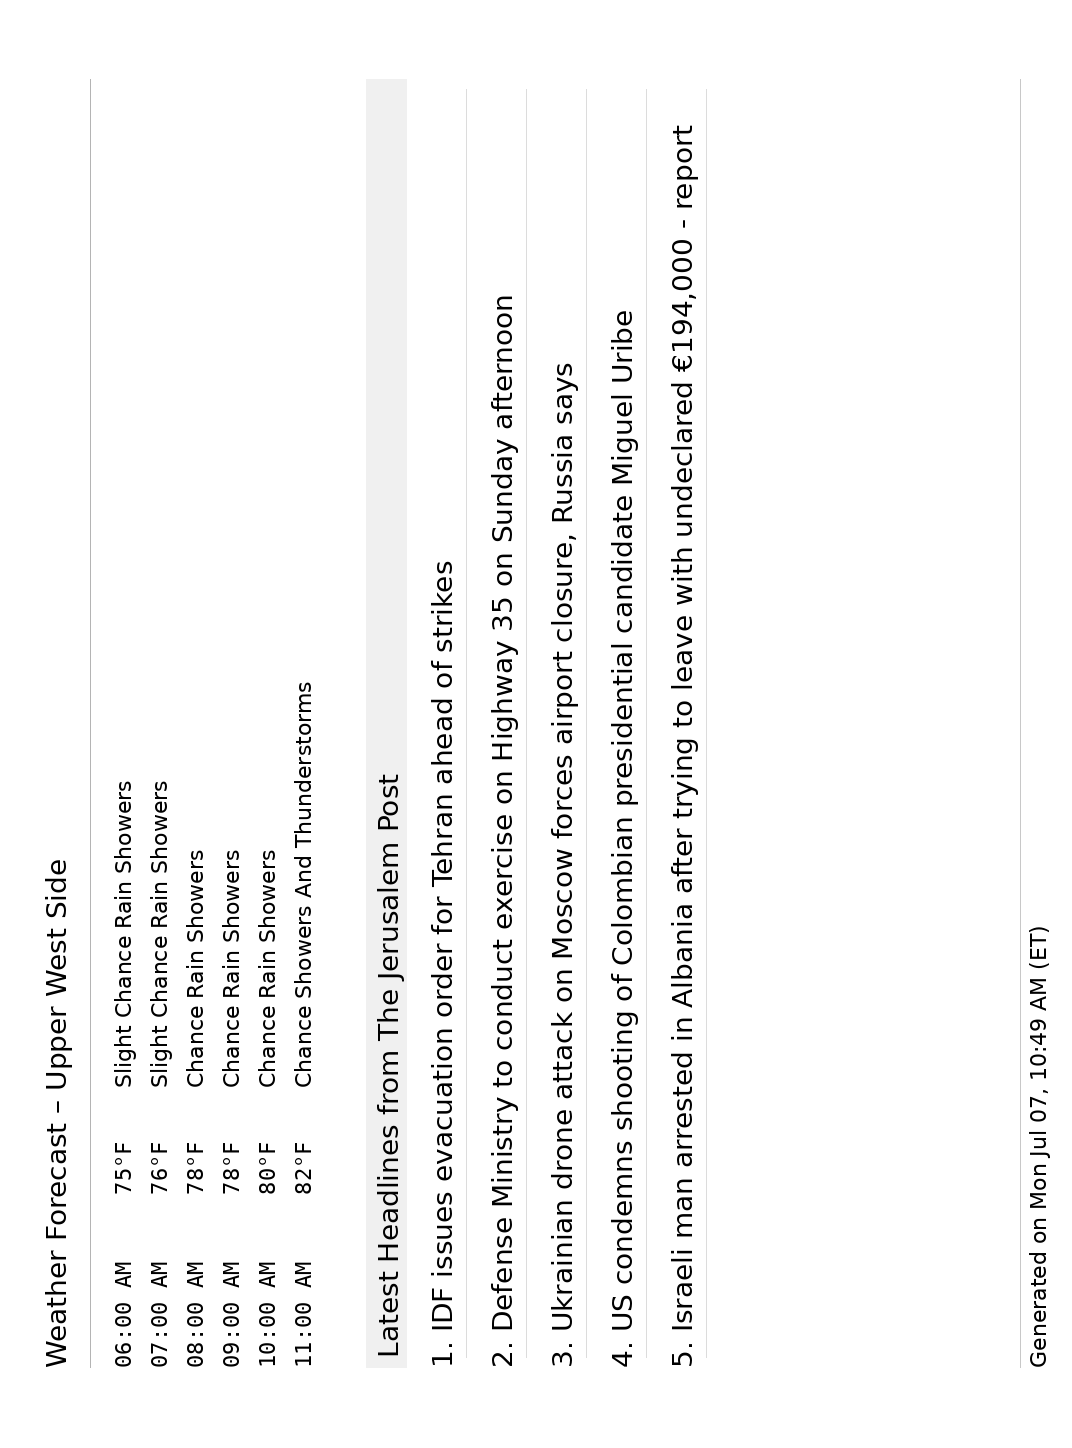 Weather Forecast – Upper West Side
06:00 AM 75°F Slight Chance Rain Showers
07:00 AM 76°F Slight Chance Rain Showers
08:00 AM 78°F Chance Rain Showers
09:00 AM 78°F Chance Rain Showers
10:00 AM 80°F Chance Rain Showers
11:00 AM 82°F Chance Showers And Thunderstorms
Latest Headlines from The Jerusalem Post
1. IDF issues evacuation order for Tehran ahead of strikes
2. Defense Ministry to conduct exercise on Highway 35 on Sunday afternoon
3. Ukrainian drone attack on Moscow forces airport closure, Russia says
4. US condemns shooting of Colombian presidential candidate Miguel Uribe
5. Israeli man arrested in Albania after trying to leave with undeclared €194,000 - report
Generated on Mon Jul 07, 10:49 AM (ET)